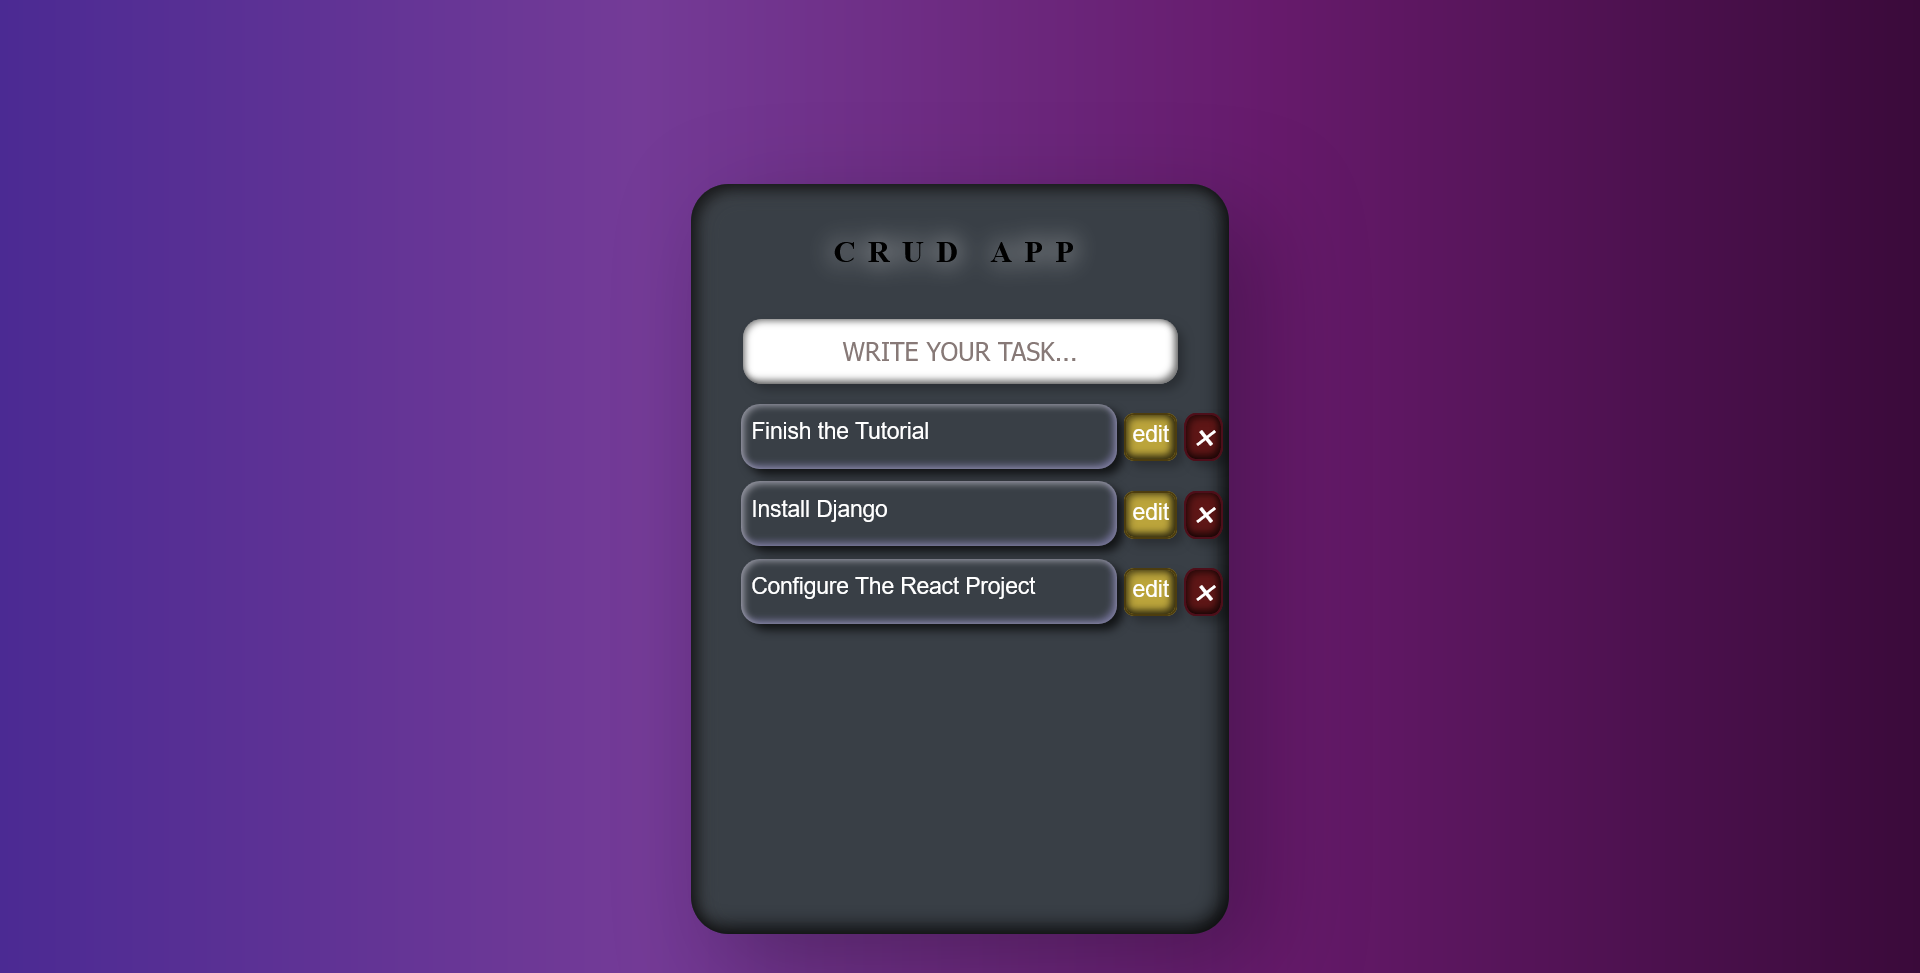 CRUD APP
WRITE YOUR TASK...
Finish the Tutorial edit ×
Install Django edit ×
Configure The React Project edit ×